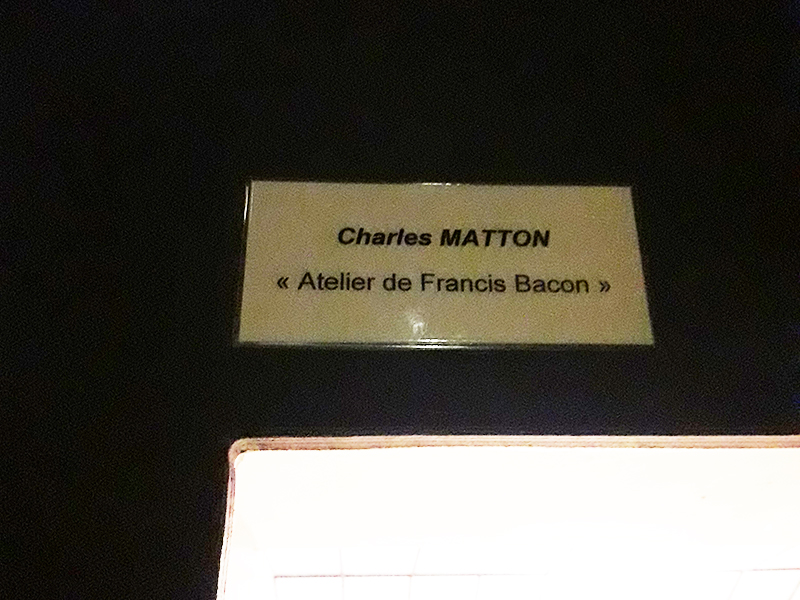 Charles MATTON
« Atelier de Francis Bacon »